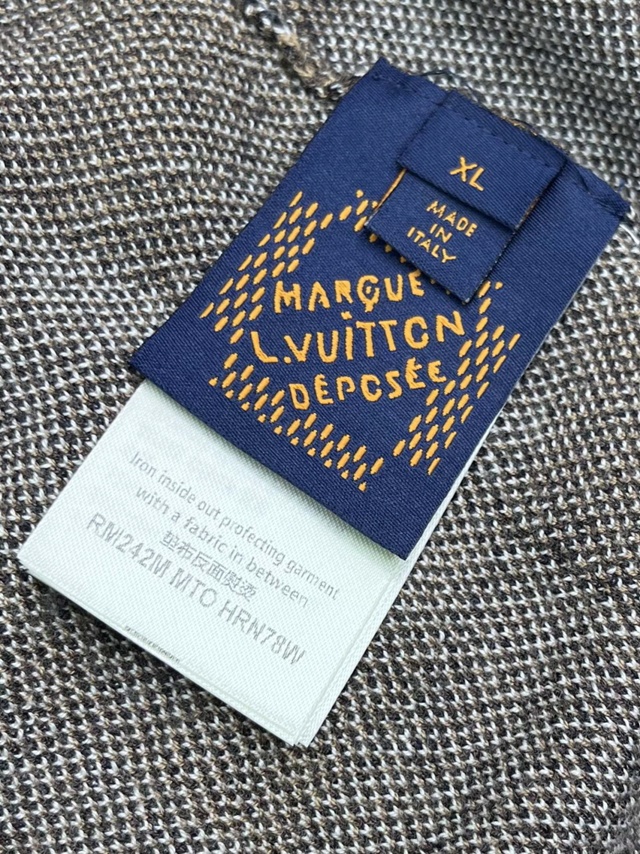 XL
MADE
IN
ITALY
MARQUE
L.VUITTON
DÉPOSÉE
Iron inside out profecting garment
with a fabric in between
垫布反面熨烫
RM242M MTO HRN78W